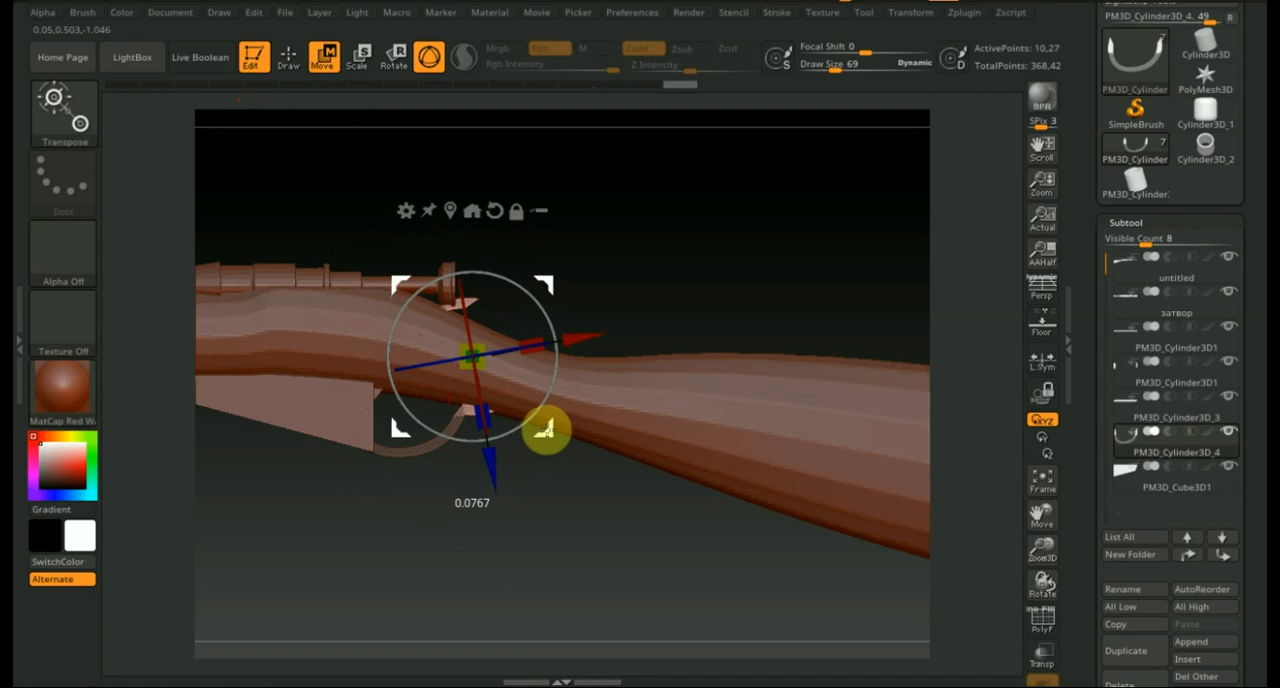 Alpha Brush Color Document Draw Edit File Layer Light Macro Marker Material Movie Picker Preferences Render Stencil Stroke Texture Tool Transform Zplugin Zscript
0.05,0.503,-1.046
Home Page
LightBox
Live Boolean
Edit
Draw
Move
Scale
Rotate
Mrgb
Rgb
M
Rgb Intensity
Zadd
Zsub
Zcut
Z Intensity
S
Focal Shift 0
Draw Size 69
Dynamic
D
ActivePoints: 10,27
TotalPoints: 368,42
Transpose
Dots
Alpha Off
Texture Off
MatCap Red W
Gradient
SwitchColor
Alternate
0.0767
BPR
SPix 3
Scroll
Zoom
Actual
AAHalf
Persp
Floor
L.Sym
XYZ
Frame
Move
Zoom3D
Rotate
PolyF
Transp
PM3D_Cylinder3D_4. 49
R
7
PM3D_Cylinder
Cylinder3D
PolyMesh3D
SimpleBrush
Cylinder3D_1
7
PM3D_Cylinder
Cylinder3D_2
PM3D_Cylinder
Subtool
Visible Count 8
untitled
затвор
PM3D_Cylinder3D1
PM3D_Cylinder3D1
PM3D_Cylinder3D_3
PM3D_Cylinder3D_4
PM3D_Cube3D1
List All
New Folder
Rename
AutoReorder
All Low
All High
Copy
Paste
Duplicate
Append
Insert
Delete
Del Other